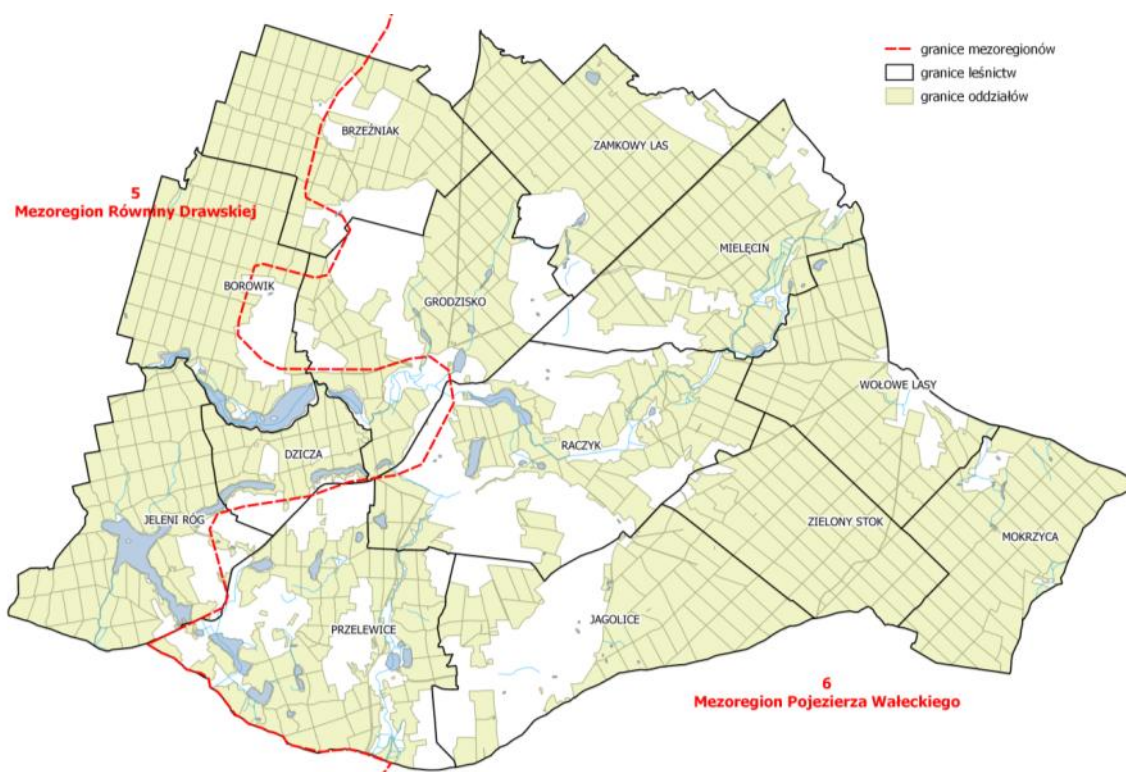 granice mezoregionów
granice leśnictw
granice oddziałów
BRZEŹNIAK
ZAMKOWY LAS
5
Mezoregion Równiny Drawskiej
MIELĘCIN
BOROWIK
GRODZISKO
WOŁOWE LASY
RACZYK
DZICZA
JELENI RÓG
ZIELONY STOK
MOKRZYCA
JAGOLICE
PRZELEWICE
6
Mezoregion Pojezierza Wałeckiego